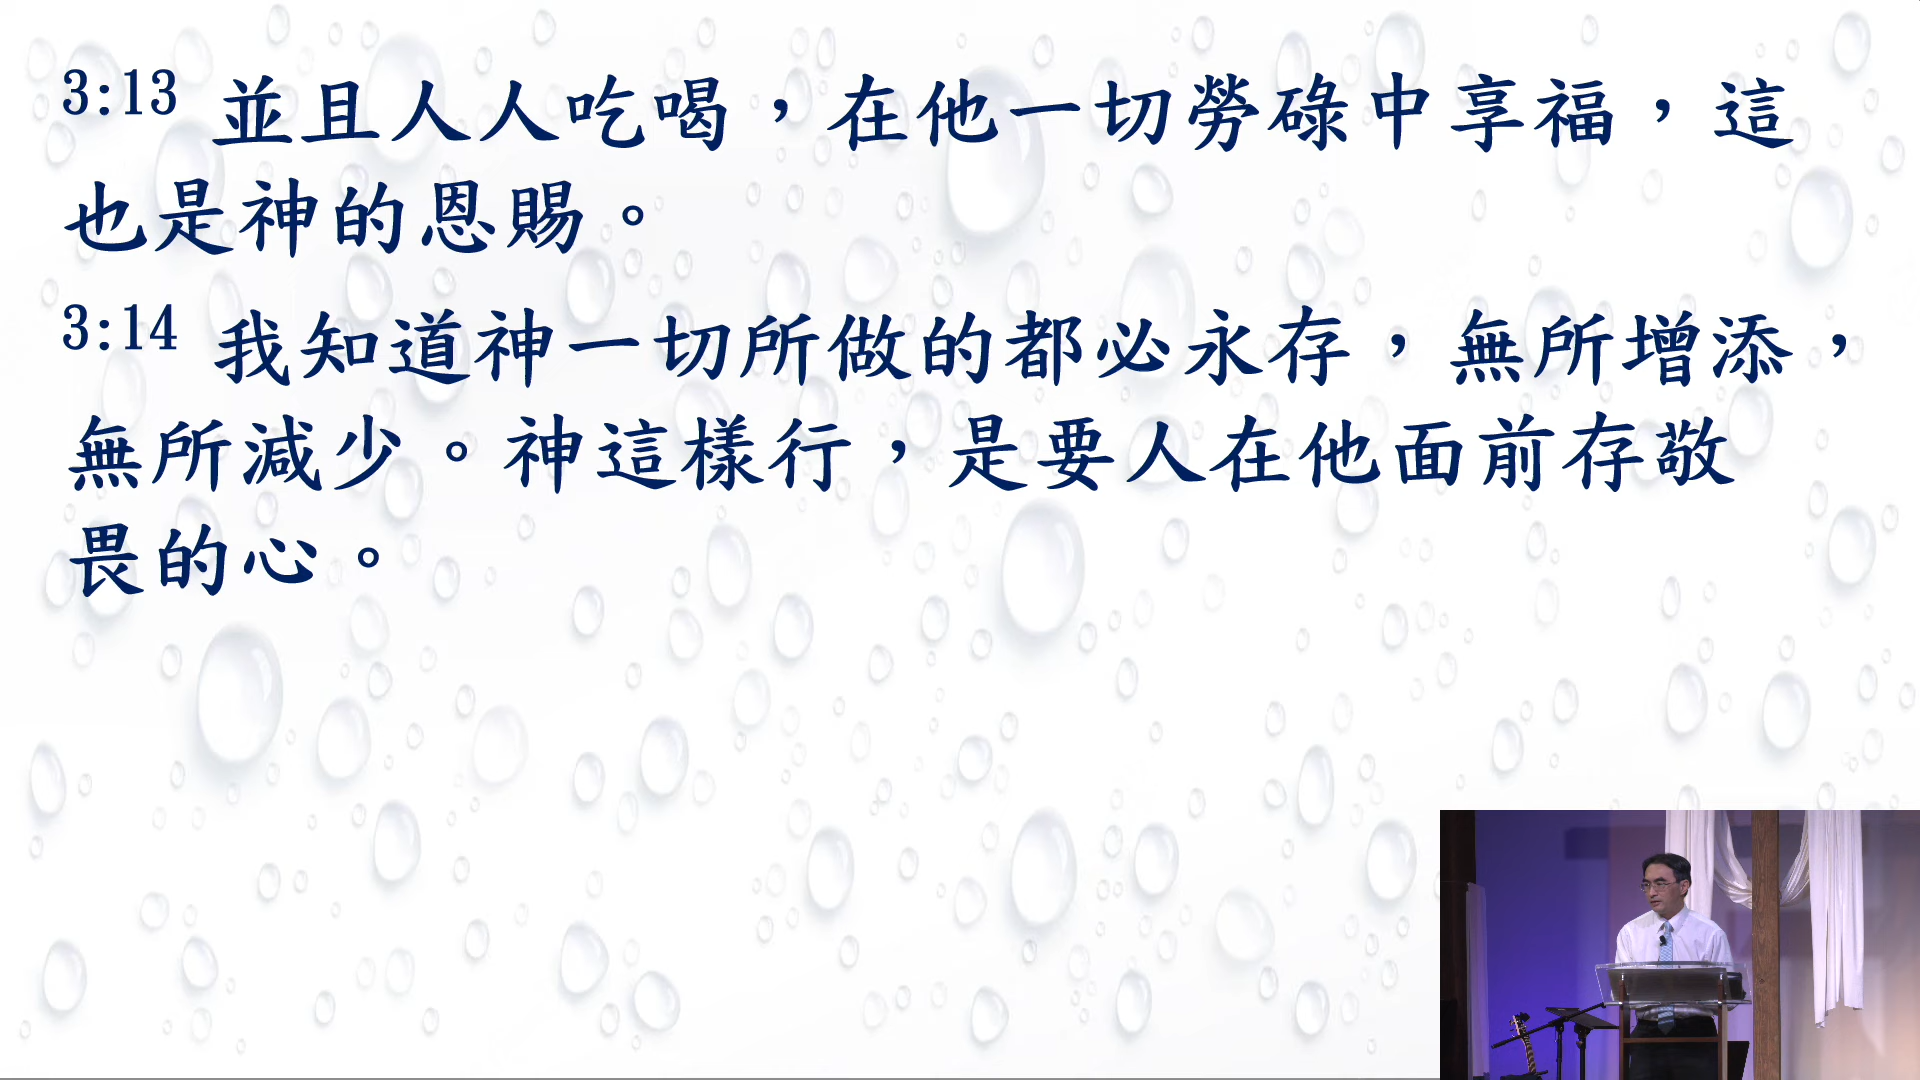 3:13 並且人人吃喝，在他一切勞碌中享福，這
也是神的恩賜。
3:14 我知道神一切所做的都必永存，無所增添，
無所減少。神這樣行，是要人在他面前存敬
畏的心。